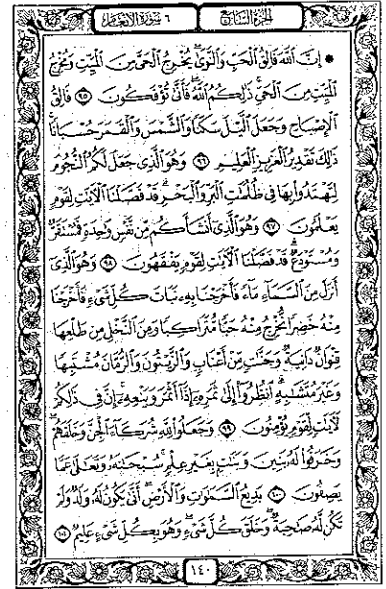 الجزء السابع ٦ سورة الأنعام
۞ إِنَّ ٱللَّهَ فَالِقُ ٱلْحَبِّ وَٱلنَّوَىٰ يُخْرِجُ ٱلْحَىَّ مِنَ ٱلْمَيِّتِ وَمُخْرِجُ
ٱلْمَيِّتِ مِنَ ٱلْحَىِّ ذَٰلِكُمُ ٱللَّهُ فَأَنَّىٰ تُؤْفَكُونَ ٩٥ فَالِقُ
ٱلْإِصْبَاحِ وَجَعَلَ ٱلَّيْلَ سَكَنًا وَٱلشَّمْسَ وَٱلْقَمَرَ حُسْبَانًا
ذَٰلِكَ تَقْدِيرُ ٱلْعَزِيزِ ٱلْعَلِيمِ ٩٦ وَهُوَ ٱلَّذِى جَعَلَ لَكُمُ ٱلنُّجُومَ
لِتَهْتَدُوا۟ بِهَا فِى ظُلُمَٰتِ ٱلْبَرِّ وَٱلْبَحْرِ قَدْ فَصَّلْنَا ٱلْءَايَٰتِ لِقَوْمٍ
يَعْلَمُونَ ٩٧ وَهُوَ ٱلَّذِىٓ أَنشَأَكُم مِّن نَّفْسٍ وَٰحِدَةٍ فَمُسْتَقَرٌّ
وَمُسْتَوْدَعٌ قَدْ فَصَّلْنَا ٱلْءَايَٰتِ لِقَوْمٍ يَفْقَهُونَ ٩٨ وَهُوَ ٱلَّذِىٓ
أَنزَلَ مِنَ ٱلسَّمَآءِ مَآءً فَأَخْرَجْنَا بِهِۦ نَبَاتَ كُلِّ شَىْءٍ فَأَخْرَجْنَا
مِنْهُ خَضِرًا نُّخْرِجُ مِنْهُ حَبًّا مُّتَرَاكِبًا وَمِنَ ٱلنَّخْلِ مِن طَلْعِهَا
قِنْوَانٌ دَانِيَةٌ وَجَنَّٰتٍ مِّنْ أَعْنَابٍ وَٱلزَّيْتُونَ وَٱلرُّمَّانَ مُشْتَبِهًا
وَغَيْرَ مُتَشَٰبِهٍ ٱنظُرُوٓا۟ إِلَىٰ ثَمَرِهِۦٓ إِذَآ أَثْمَرَ وَيَنْعِهِۦٓ إِنَّ فِى ذَٰلِكُمْ
لَءَايَٰتٍ لِّقَوْمٍ يُؤْمِنُونَ ٩٩ وَجَعَلُوا۟ لِلَّهِ شُرَكَآءَ ٱلْجِنَّ وَخَلَقَهُمْ
وَخَرَقُوا۟ لَهُۥ بَنِينَ وَبَنَٰتٍۭ بِغَيْرِ عِلْمٍ سُبْحَٰنَهُۥ وَتَعَٰلَىٰ عَمَّا
يَصِفُونَ ١٠٠ بَدِيعُ ٱلسَّمَٰوَٰتِ وَٱلْأَرْضِ أَنَّىٰ يَكُونُ لَهُۥ وَلَدٌ وَلَمْ
تَكُن لَّهُۥ صَٰحِبَةٌ وَخَلَقَ كُلَّ شَىْءٍ وَهُوَ بِكُلِّ شَىْءٍ عَلِيمٌ ١٠١
١٤٠